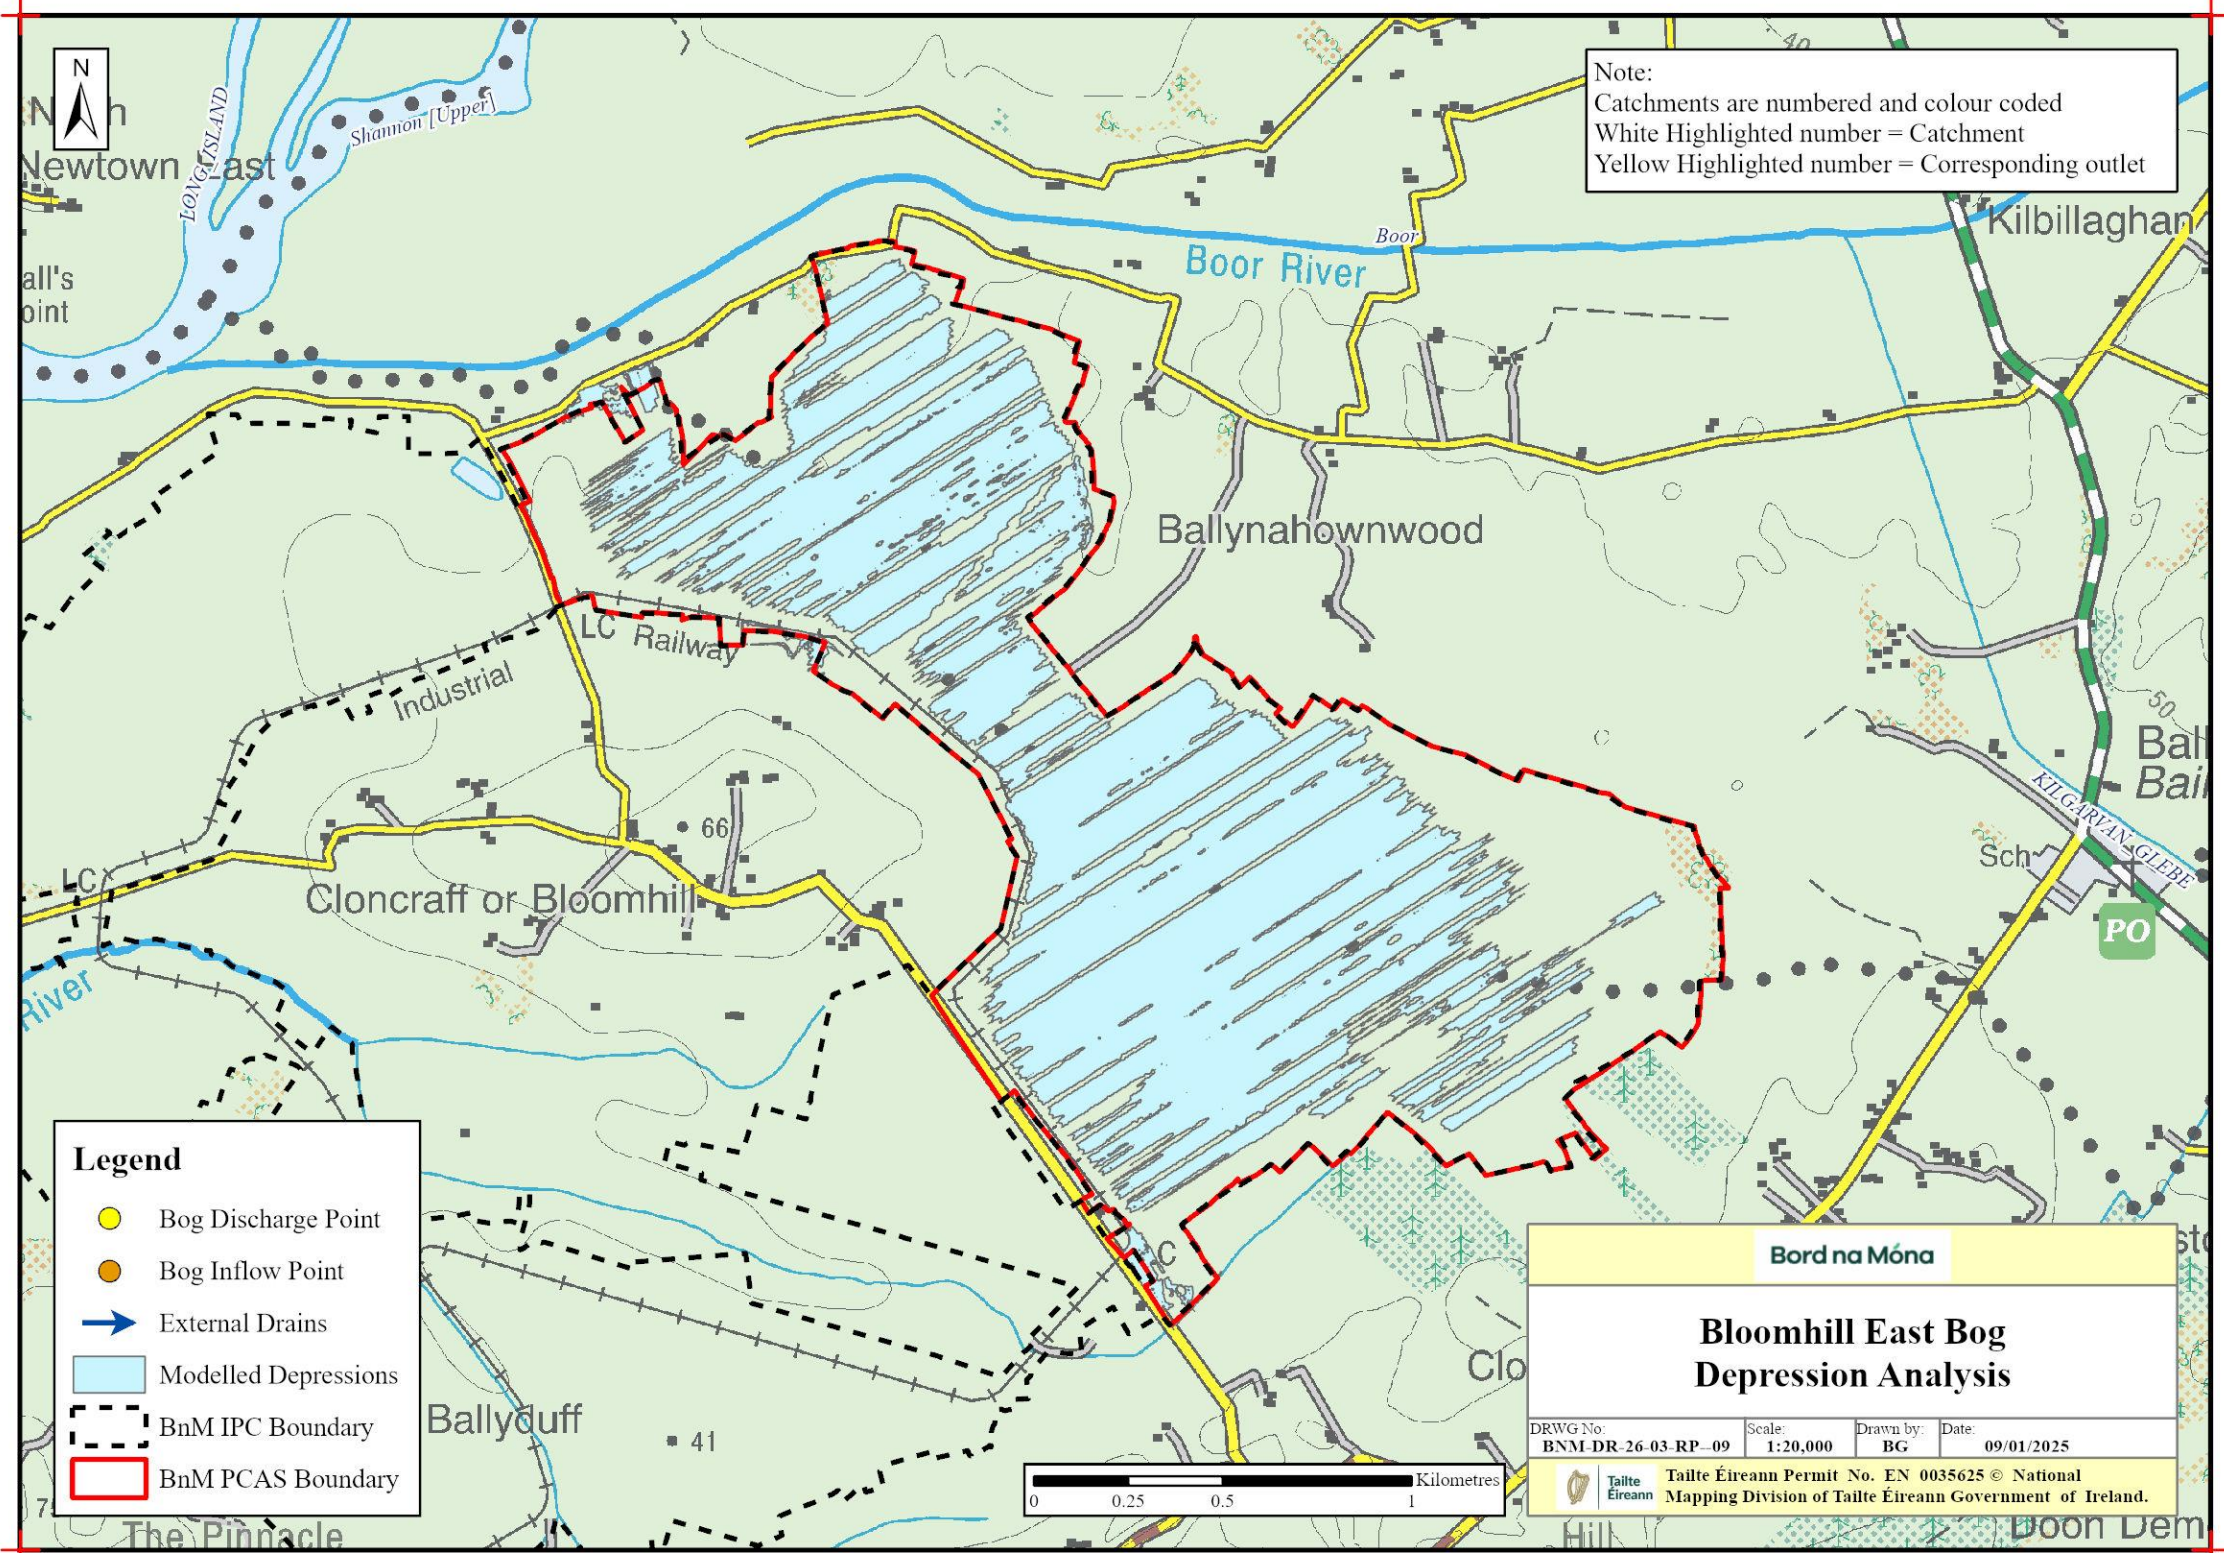 N
Note:
Catchments are numbered and colour coded
White Highlighted number = Catchment
Yellow Highlighted number = Corresponding outlet
40
Shannon [Upper]
LONG_ISLAND
Newtown East
Kilbillaghan
Boor
Boor River
all's
oint
Ballynahownwood
LC Railway
Industrial
50
Ball
Bail
KILGARVAN_GLEBE
66
Sch
LC
Cloncraft or Bloomhill
PO
River
C
Legend
Bog Discharge Point
Bog Inflow Point
External Drains
Modelled Depressions
BnM IPC Boundary
BnM PCAS Boundary
Bord na Móna
Bloomhill East Bog
Depression Analysis
Clo
DRWG No:
BNM-DR-26-03-RP--09
Scale:
1:20,000
Drawn by:
BG
Date:
09/01/2025
Ballyduff
41
Kilometres
0 0.25 0.5 1
Tailte
Éireann
Tailte Éireann Permit No. EN 0035625 © National
Mapping Division of Tailte Éireann Government of Ireland.
The Pinnacle
Hill
Doon Dem